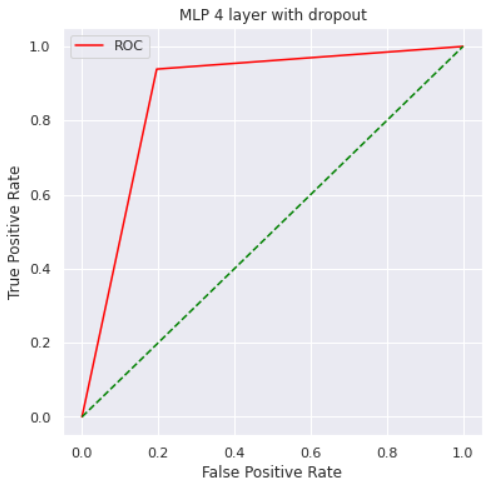 MLP 4 layer with dropout
ROC
1.0
0.8
0.6
0.4
0.2
0.0
True Positive Rate
0.0 0.2 0.4 0.6 0.8 1.0
False Positive Rate